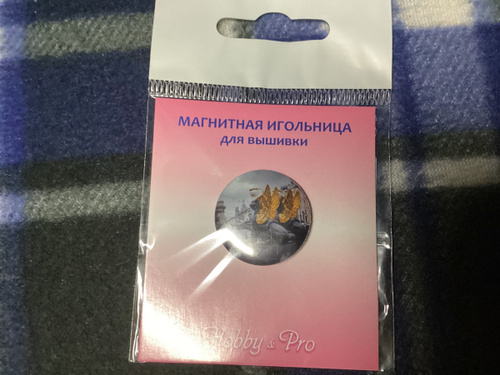 МАГНИТНАЯ ИГОЛЬНИЦА
ДЛЯ ВЫШИВКИ
Hobby & Pro